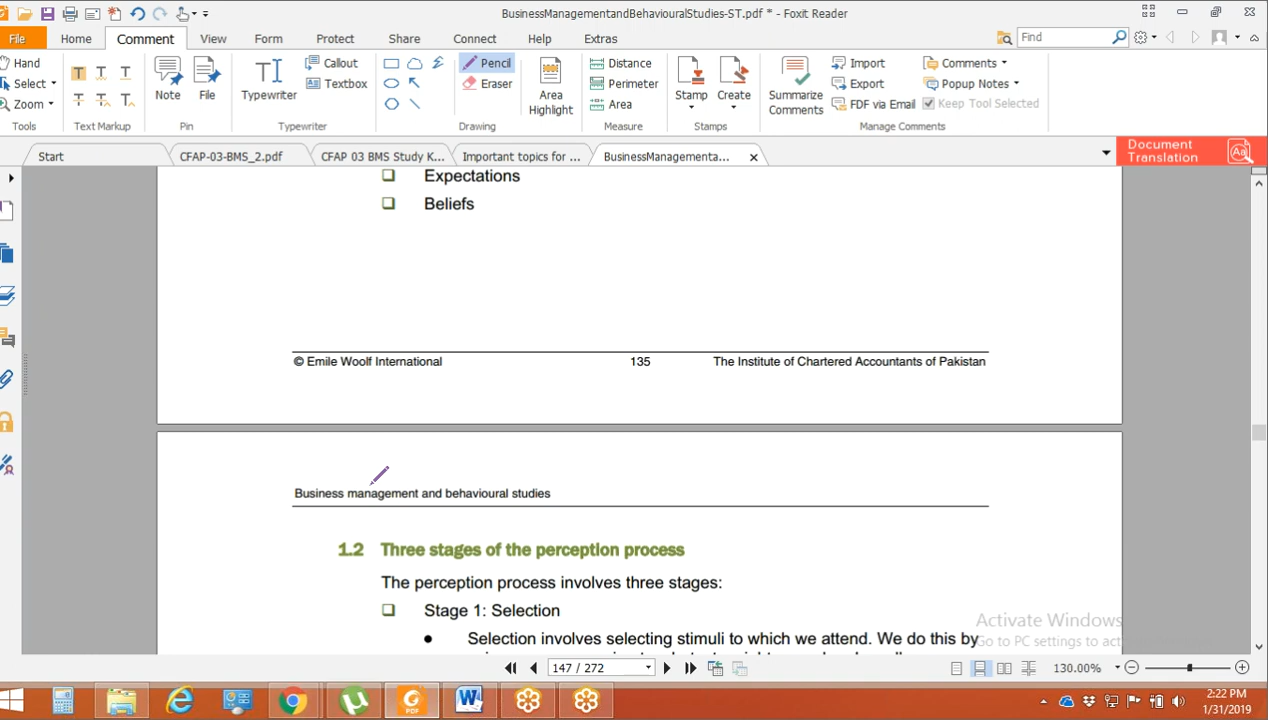 BusinessManagementandBehaviouralStudies-ST.pdf * - Foxit Reader
File Home Comment View Form Protect Share Connect Help Extras Find
Hand
Select
Zoom
Tools
Text Markup
Note
File
Pin
Typewriter
Callout
Textbox
Typewriter
Pencil
Eraser
Area
Highlight
Drawing
Distance
Perimeter
Area
Measure
Stamp
Create
Stamps
Summarize
Comments
Import
Export
FDF via Email
Comments
Popup Notes
Keep Tool Selected
Manage Comments
Start CFAP-03-BMS_2.pdf CFAP 03 BMS Study K... Important topics for ... BusinessManagementa...
Document
Translation
Expectations
Beliefs
© Emile Woolf International 135 The Institute of Chartered Accountants of Pakistan
Business management and behavioural studies
1.2 Three stages of the perception process
The perception process involves three stages:
Stage 1: Selection
Selection involves selecting stimuli to which we attend. We do this by
Activate Windows
Go to PC settings to act
147 / 272
130.00%
2:22 PM
1/31/2019